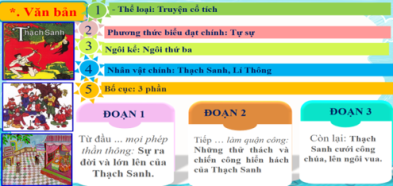 *. Văn bản
Thạch Sanh
1 - Thể loại: Truyện cổ tích
2 Phương thức biểu đạt chính: Tự sự
3 Ngôi kể: Ngôi thứ ba
4 Nhân vật chính: Thạch Sanh, Lí Thông
5 Bố cục: 3 phần
ĐOẠN 1
Từ đầu ... mọi phép
thần thông: Sự ra
đời và lớn lên của
Thạch Sanh.
ĐOẠN 2
Tiếp ... làm quận công:
Những thử thách và
chiến công hiển hách
của Thạch Sanh
ĐOẠN 3
Còn lại: Thạch
Sanh cưới công
chúa, lên ngôi vua.